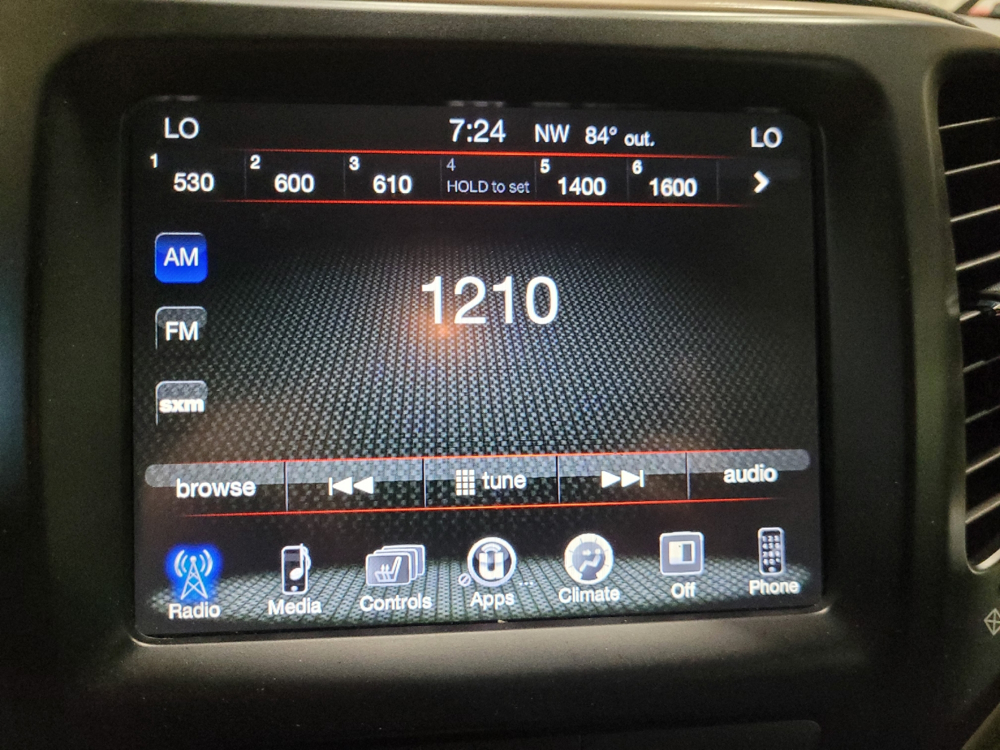 LO 7:24 NW 84° out. LO
1 530 2 600 3 610 4 HOLD to set 5 1400 6 1600
AM
1210
FM
sxm
browse tune audio
Radio Media Controls Apps Climate Off Phone